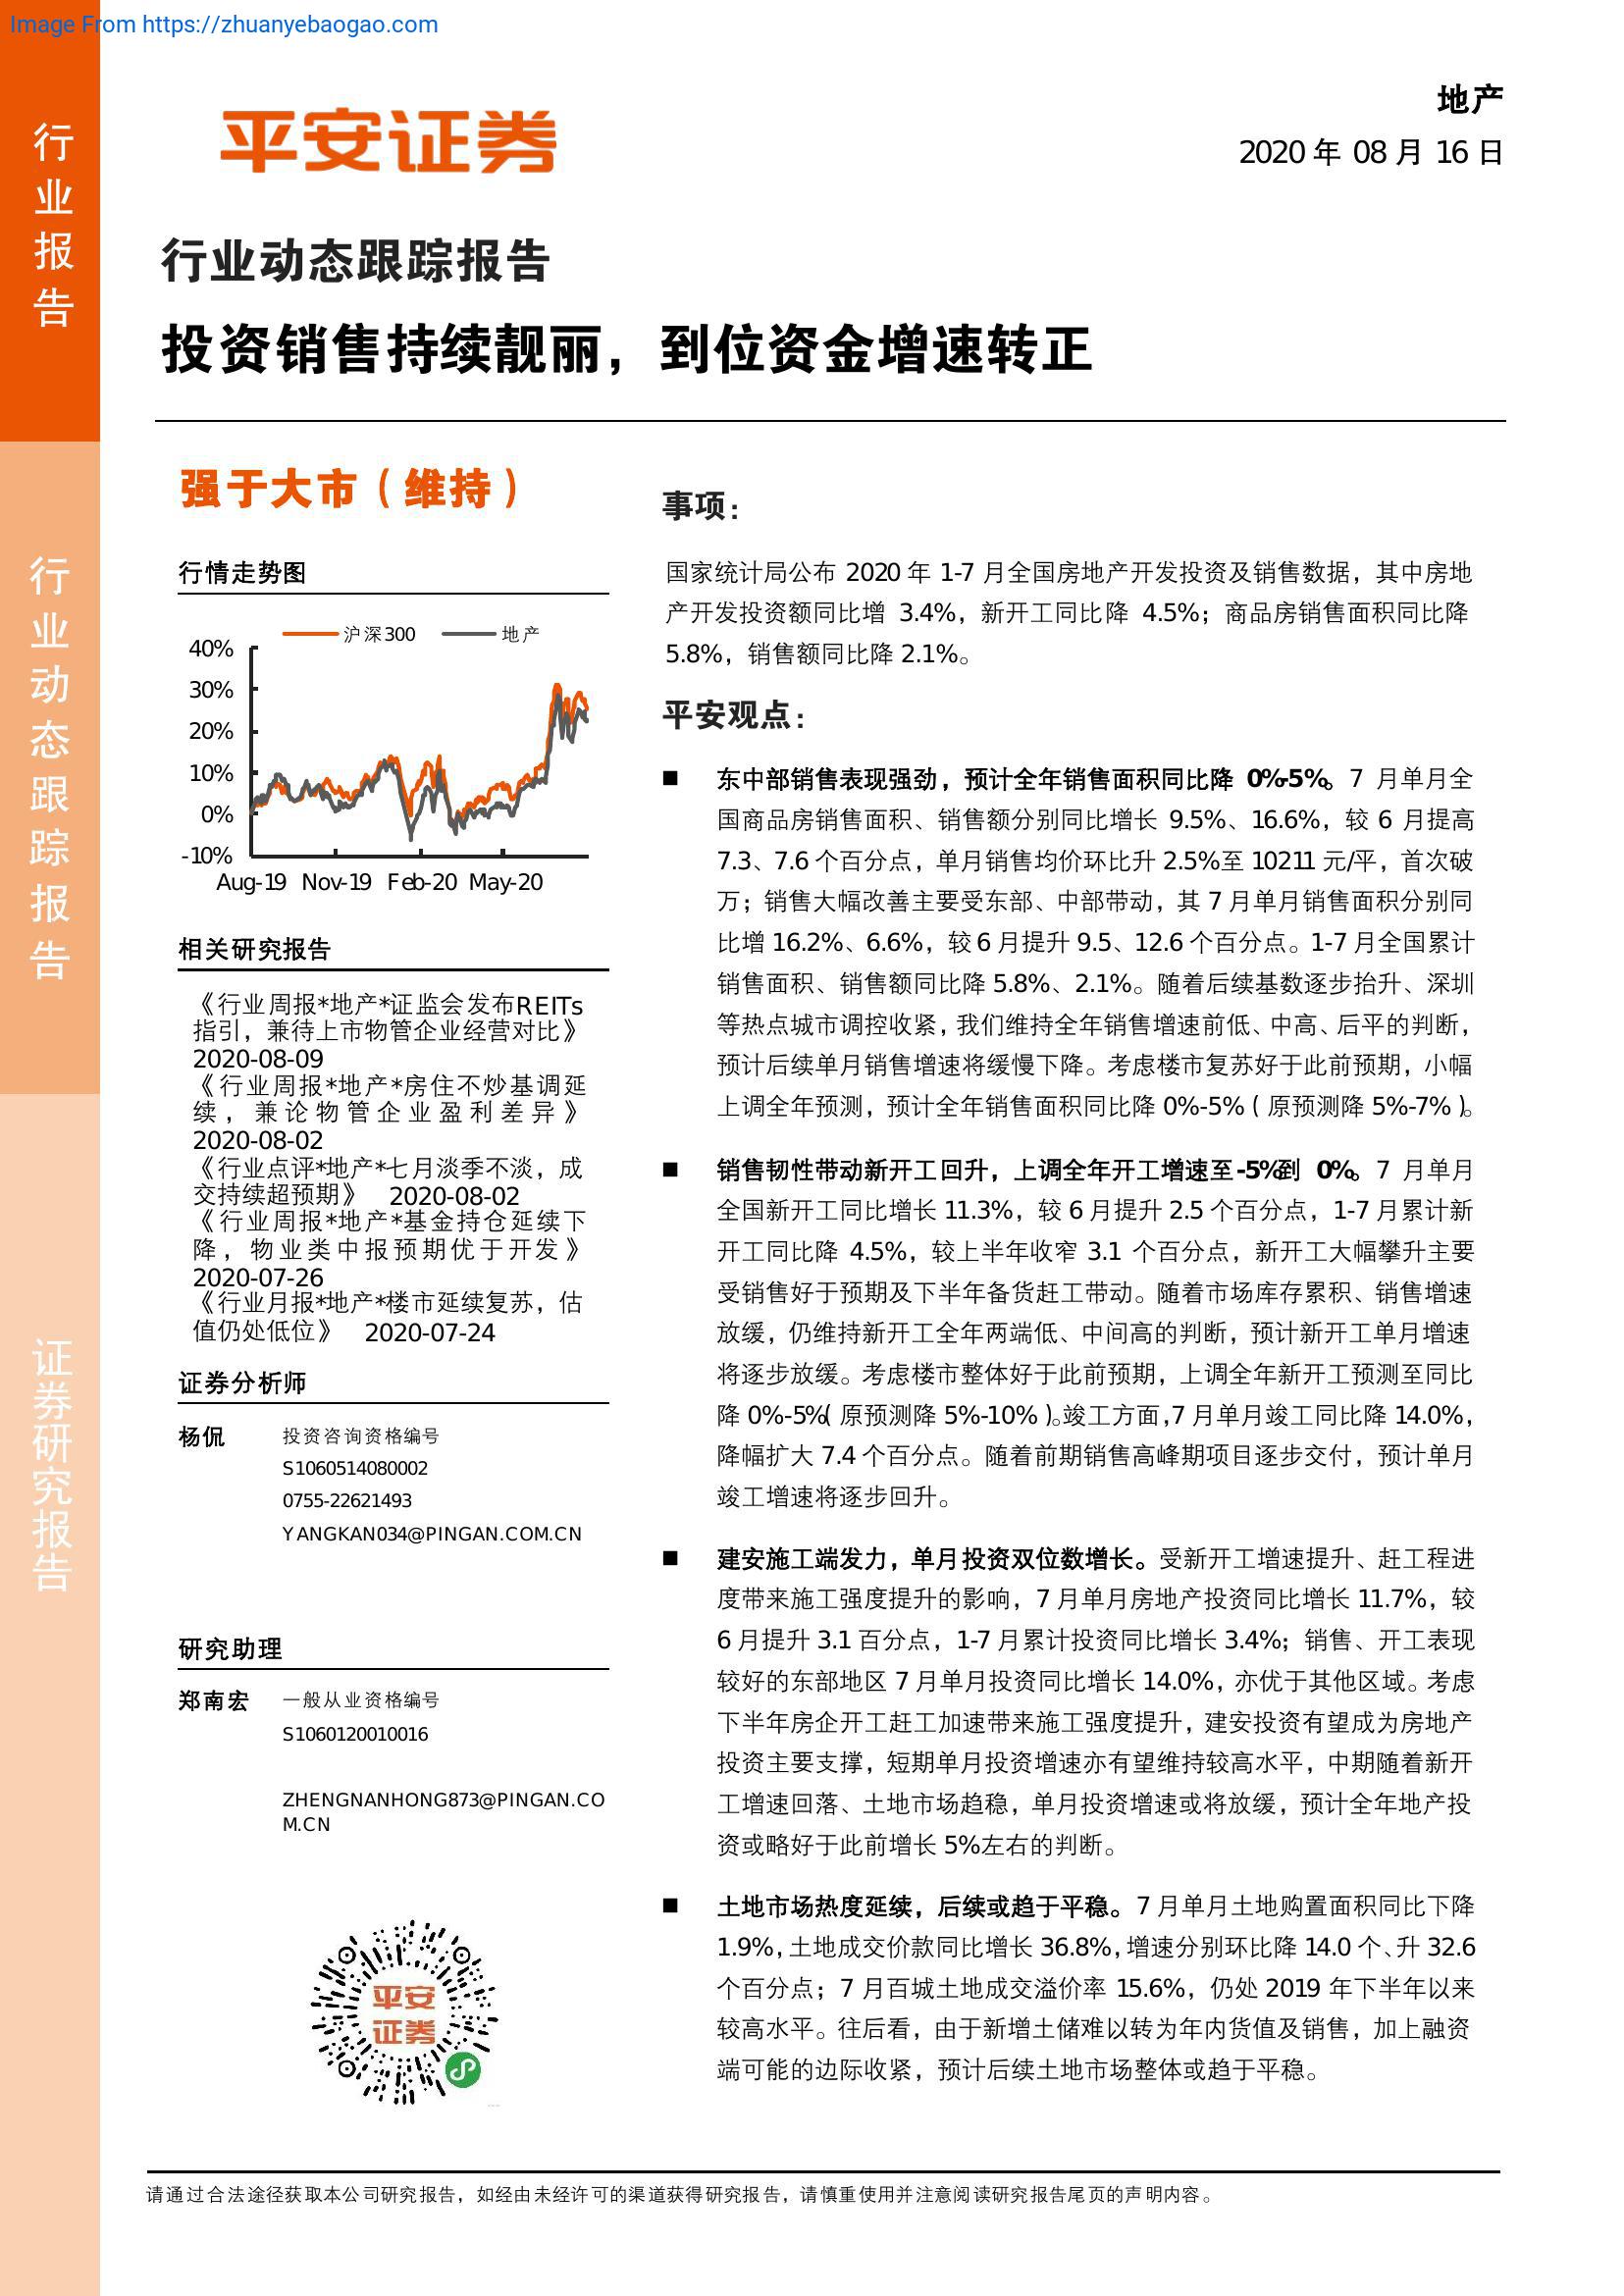 Image From https://zhuanyebaogao.com
行业报告
行业动态跟踪报告
证券研究报告
平安证券
地产
2020 年 08 月 16 日
行业动态跟踪报告
投资销售持续靓丽，到位资金增速转正
强于大市（维持）
行情走势图
沪深300 地产
40%
30%
20%
10%
0%
-10%
Aug-19 Nov-19 Feb-20 May-20
相关研究报告
《行业周报*地产*证监会发布REITs
指引，兼待上市物管企业经营对比》
2020-08-09
《行业周报*地产*房住不炒基调延
续，兼论物管企业盈利差异》
2020-08-02
《行业点评*地产*七月淡季不淡，成
交持续超预期》 2020-08-02
《行业周报*地产*基金持仓延续下
降，物业类中报预期优于开发》
2020-07-26
《行业月报*地产*楼市延续复苏，估
值仍处低位》 2020-07-24
证券分析师
杨侃 投资咨询资格编号
S1060514080002
0755-22621493
YANGKAN034@PINGAN.COM.CN
研究助理
郑南宏 一般从业资格编号
S1060120010016
ZHENGNANHONG873@PINGAN.CO
M.CN
平安
证券
事项：
国家统计局公布 2020 年 1-7 月全国房地产开发投资及销售数据，其中房地
产开发投资额同比增 3.4%，新开工同比降 4.5%；商品房销售面积同比降
5.8%，销售额同比降 2.1%。
平安观点：
■ 东中部销售表现强劲，预计全年销售面积同比降 0%-5%。7 月单月全
国商品房销售面积、销售额分别同比增长 9.5%、16.6%，较 6 月提高
7.3、7.6 个百分点，单月销售均价环比升 2.5%至 10211 元/平，首次破
万；销售大幅改善主要受东部、中部带动，其 7 月单月销售面积分别同
比增 16.2%、6.6%，较 6 月提升 9.5、12.6 个百分点。1-7 月全国累计
销售面积、销售额同比降 5.8%、2.1%。随着后续基数逐步抬升、深圳
等热点城市调控收紧，我们维持全年销售增速前低、中高、后平的判断，
预计后续单月销售增速将缓慢下降。考虑楼市复苏好于此前预期，小幅
上调全年预测，预计全年销售面积同比降 0%-5%（原预测降 5%-7%）。
■ 销售韧性带动新开工回升，上调全年开工增速至-5%到 0%。7 月单月
全国新开工同比增长 11.3%，较 6 月提升 2.5 个百分点，1-7 月累计新
开工同比降 4.5%，较上半年收窄 3.1 个百分点，新开工大幅攀升主要
受销售好于预期及下半年备货赶工带动。随着市场库存累积、销售增速
放缓，仍维持新开工全年两端低、中间高的判断，预计新开工单月增速
将逐步放缓。考虑楼市整体好于此前预期，上调全年新开工预测至同比
降 0%-5%（原预测降 5%-10%）。竣工方面，7 月单月竣工同比降 14.0%，
降幅扩大 7.4 个百分点。随着前期销售高峰期项目逐步交付，预计单月
竣工增速将逐步回升。
■ 建安施工端发力，单月投资双位数增长。受新开工增速提升、赶工程进
度带来施工强度提升的影响，7 月单月房地产投资同比增长 11.7%，较
6 月提升 3.1 百分点，1-7 月累计投资同比增长 3.4%；销售、开工表现
较好的东部地区 7 月单月投资同比增长 14.0%，亦优于其他区域。考虑
下半年房企开工赶工加速带来施工强度提升，建安投资有望成为房地产
投资主要支撑，短期单月投资增速亦有望维持较高水平，中期随着新开
工增速回落、土地市场趋稳，单月投资增速或将放缓，预计全年地产投
资或略好于此前增长 5%左右的判断。
■ 土地市场热度延续，后续或趋于平稳。7 月单月土地购置面积同比下降
1.9%，土地成交价款同比增长 36.8%，增速分别环比降 14.0 个、升 32.6
个百分点；7 月百城土地成交溢价率 15.6%，仍处 2019 年下半年以来
较高水平。往后看，由于新增土储难以转为年内货值及销售，加上融资
端可能的边际收紧，预计后续土地市场整体或趋于平稳。
请通过合法途径获取本公司研究报告，如经由未经许可的渠道获得研究报告，请慎重使用并注意阅读研究报告尾页的声明内容。